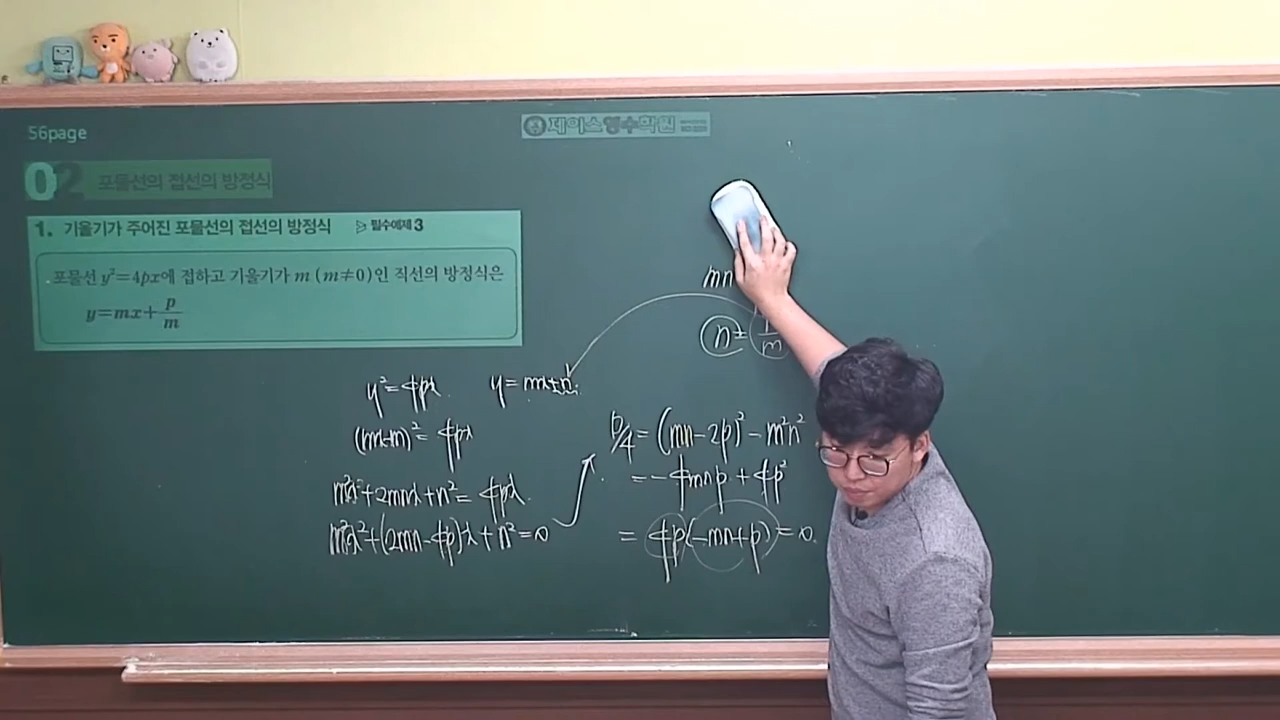 56page
제이스영수학원
02 포물선의 접선의 방정식
1. 기울기가 주어진 포물선의 접선의 방정식 ▷ 필수예제 3
포물선 y²=4px에 접하고 기울기가 m (m≠0)인 직선의 방정식은
y=mx+p/m
mn
n=p/m
y²=4px y=mx+n
(mx+n)²=4px
m²x²+2mnx+n²=4px
m²x²+(2mn-4p)x+n²=0
D/4=(mn-2p)²-m²n²
=-4mnp+4p²
=4p(-mn+p)=0